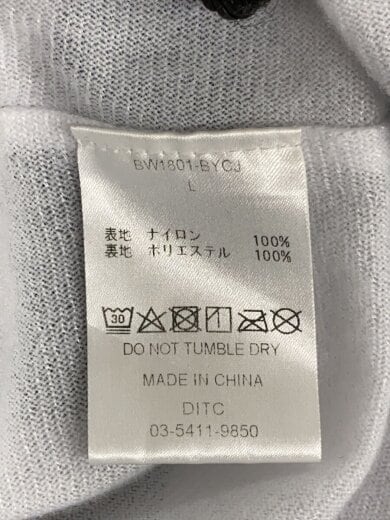 BW1801-BYCJ
L
表地 ナイロン 100%
裏地 ポリエステル 100%
30
DO NOT TUMBLE DRY
MADE IN CHINA
DITC
03-5411-9850